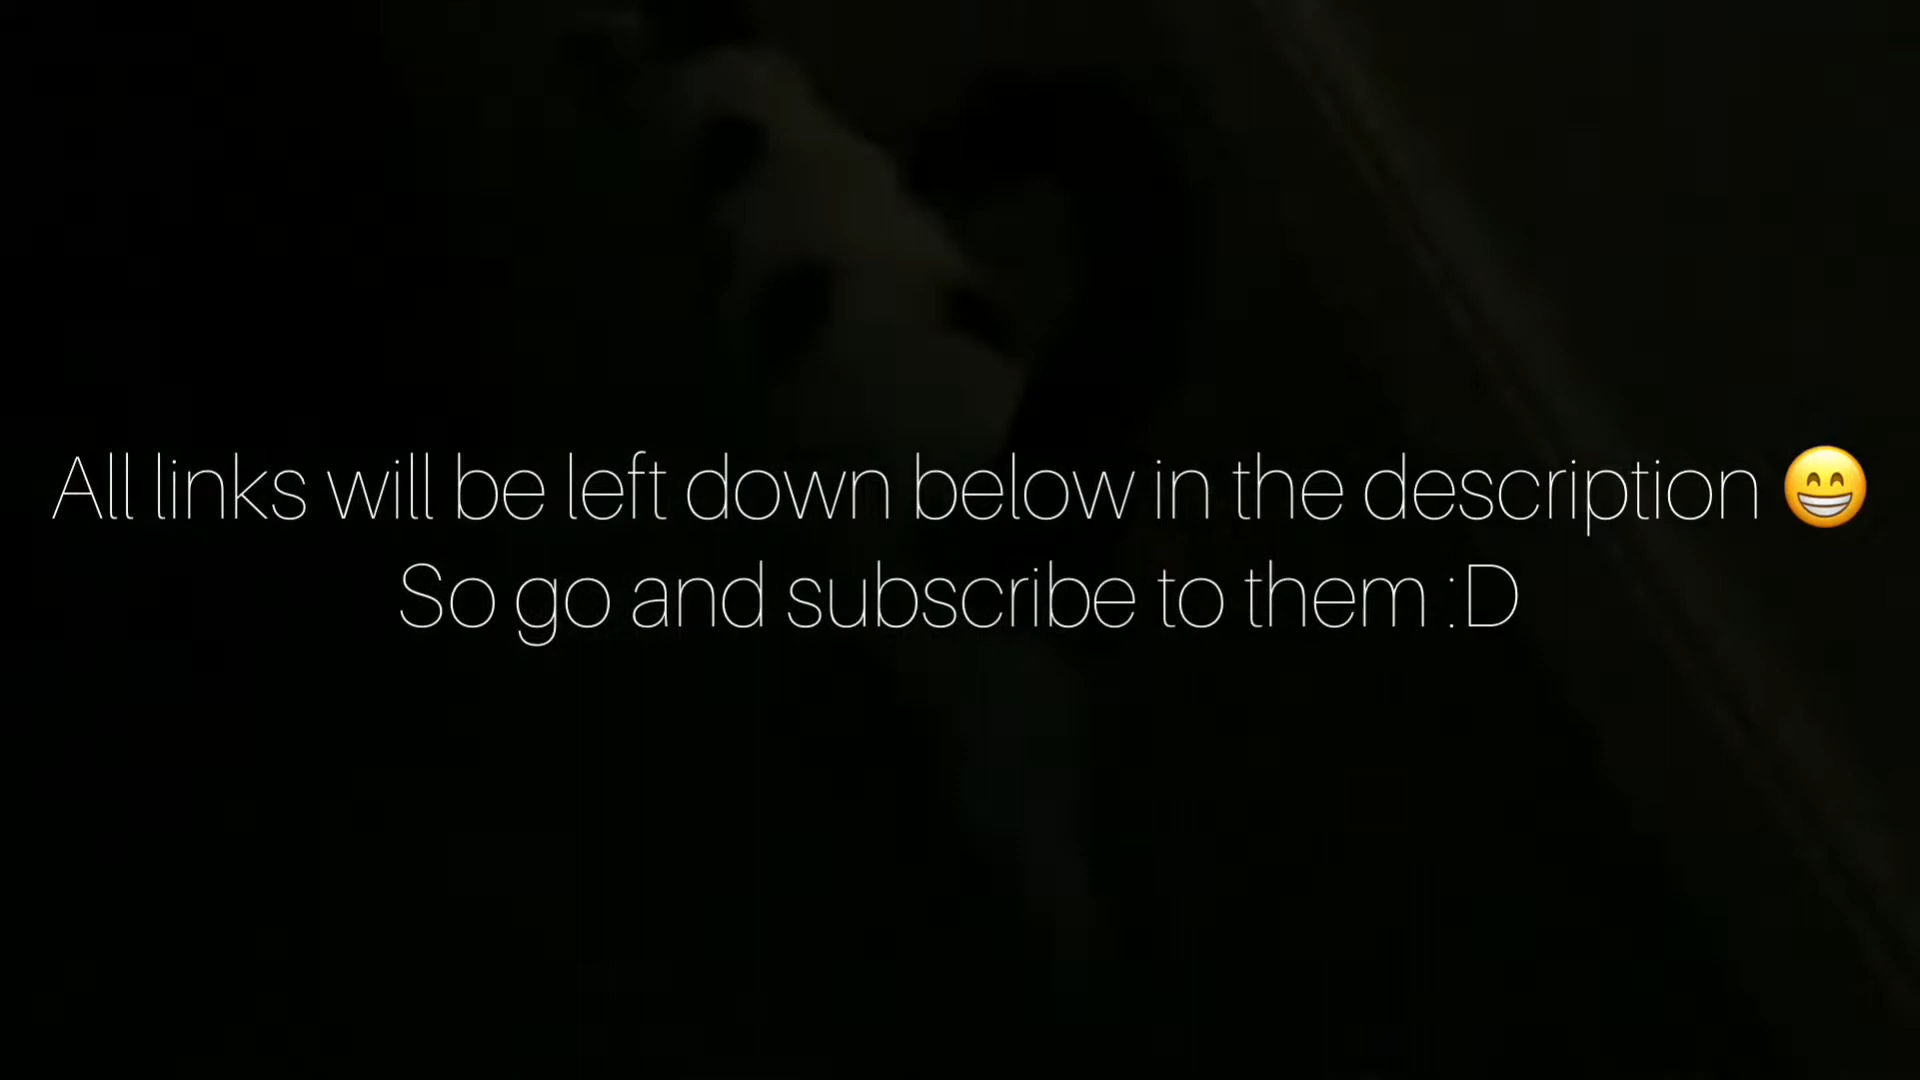 All links will be left down below in the description 😁
So go and subscribe to them :D